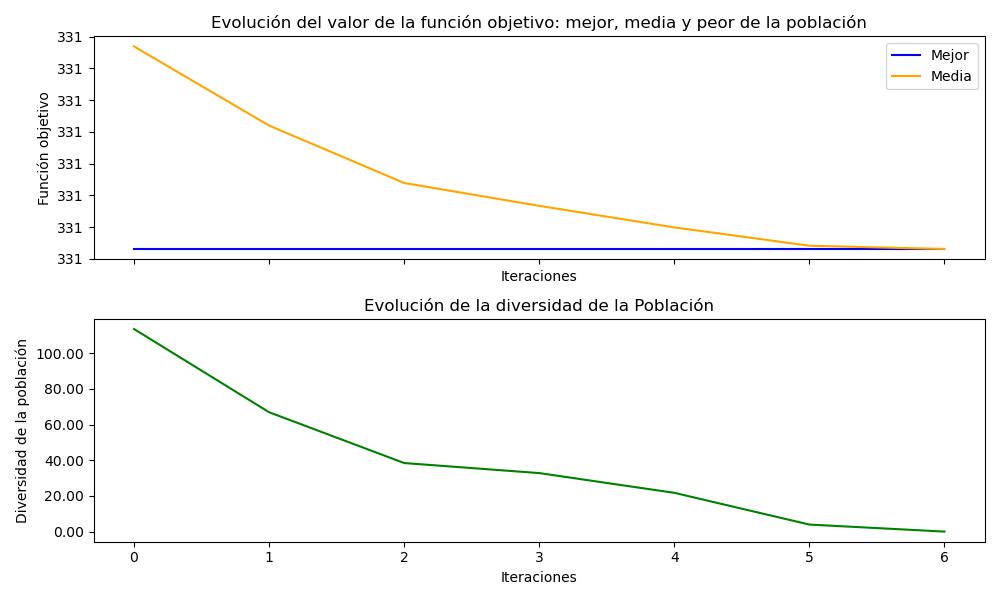 Evolución del valor de la función objetivo: mejor, media y peor de la población
331
331
331
331
331
331
331
331
Función objetivo
Mejor
Media
Iteraciones
Evolución de la diversidad de la Población
100.00
80.00
60.00
40.00
20.00
0.00
Diversidad de la población
0 1 2 3 4 5 6
Iteraciones